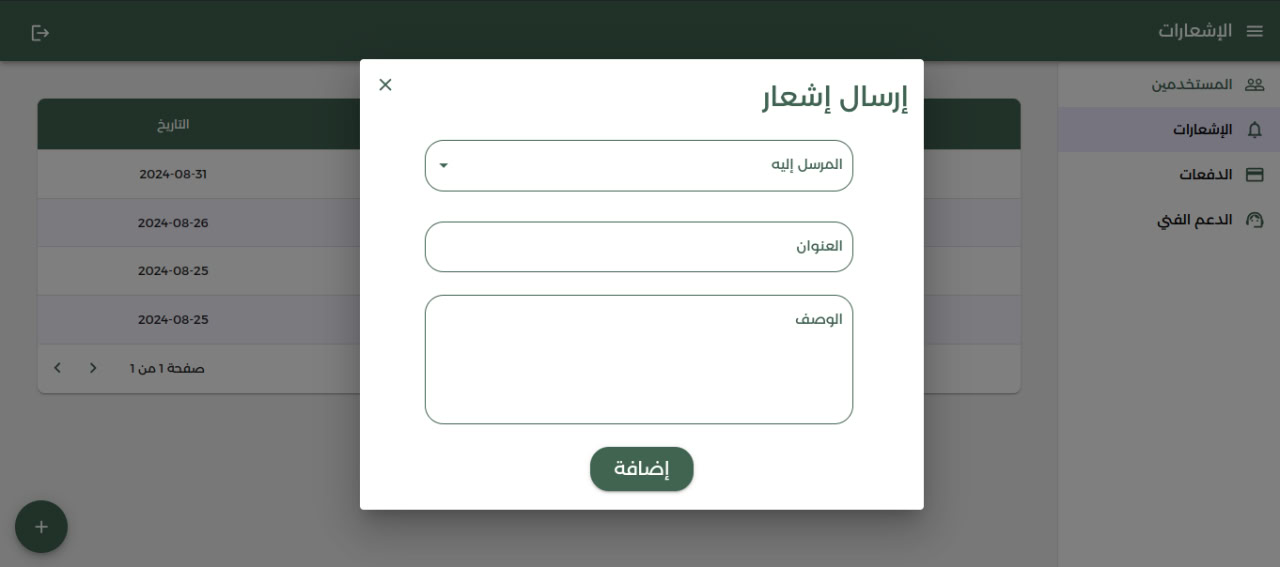 الإشعارات
المستخدمين
الإشعارات
الدفعات
الدعم الفني
إرسال إشعار
المرسل إليه
العنوان
الوصف
إضافة
التاريخ
2024-08-31
2024-08-26
2024-08-25
2024-08-25
صفحة 1 من 1